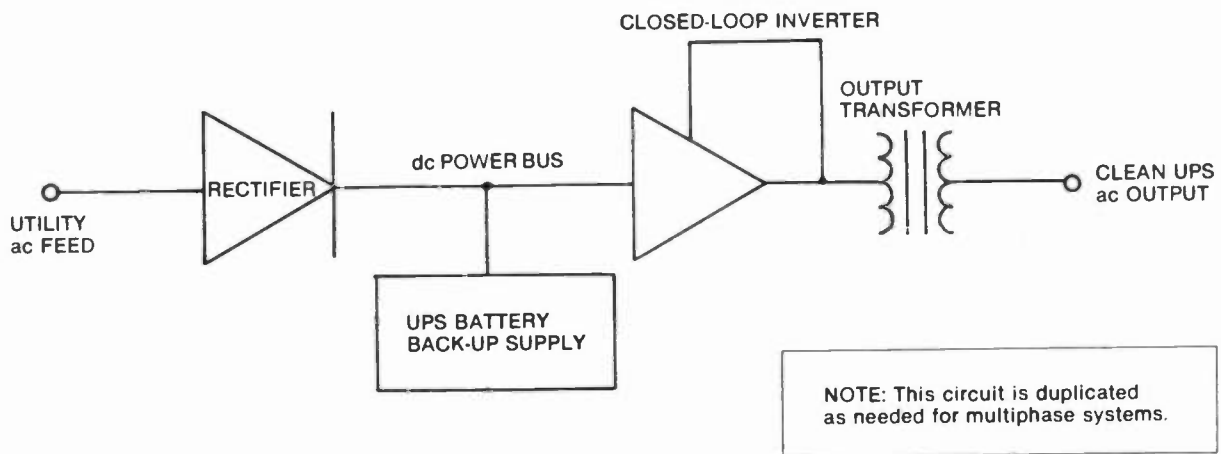 CLOSED-LOOP INVERTER
OUTPUT
TRANSFORMER
dc POWER BUS
RECTIFIER
CLEAN UPS
ac OUTPUT
UTILITY
ac FEED
UPS BATTERY
BACK-UP SUPPLY
NOTE: This circuit is duplicated
as needed for multiphase systems.